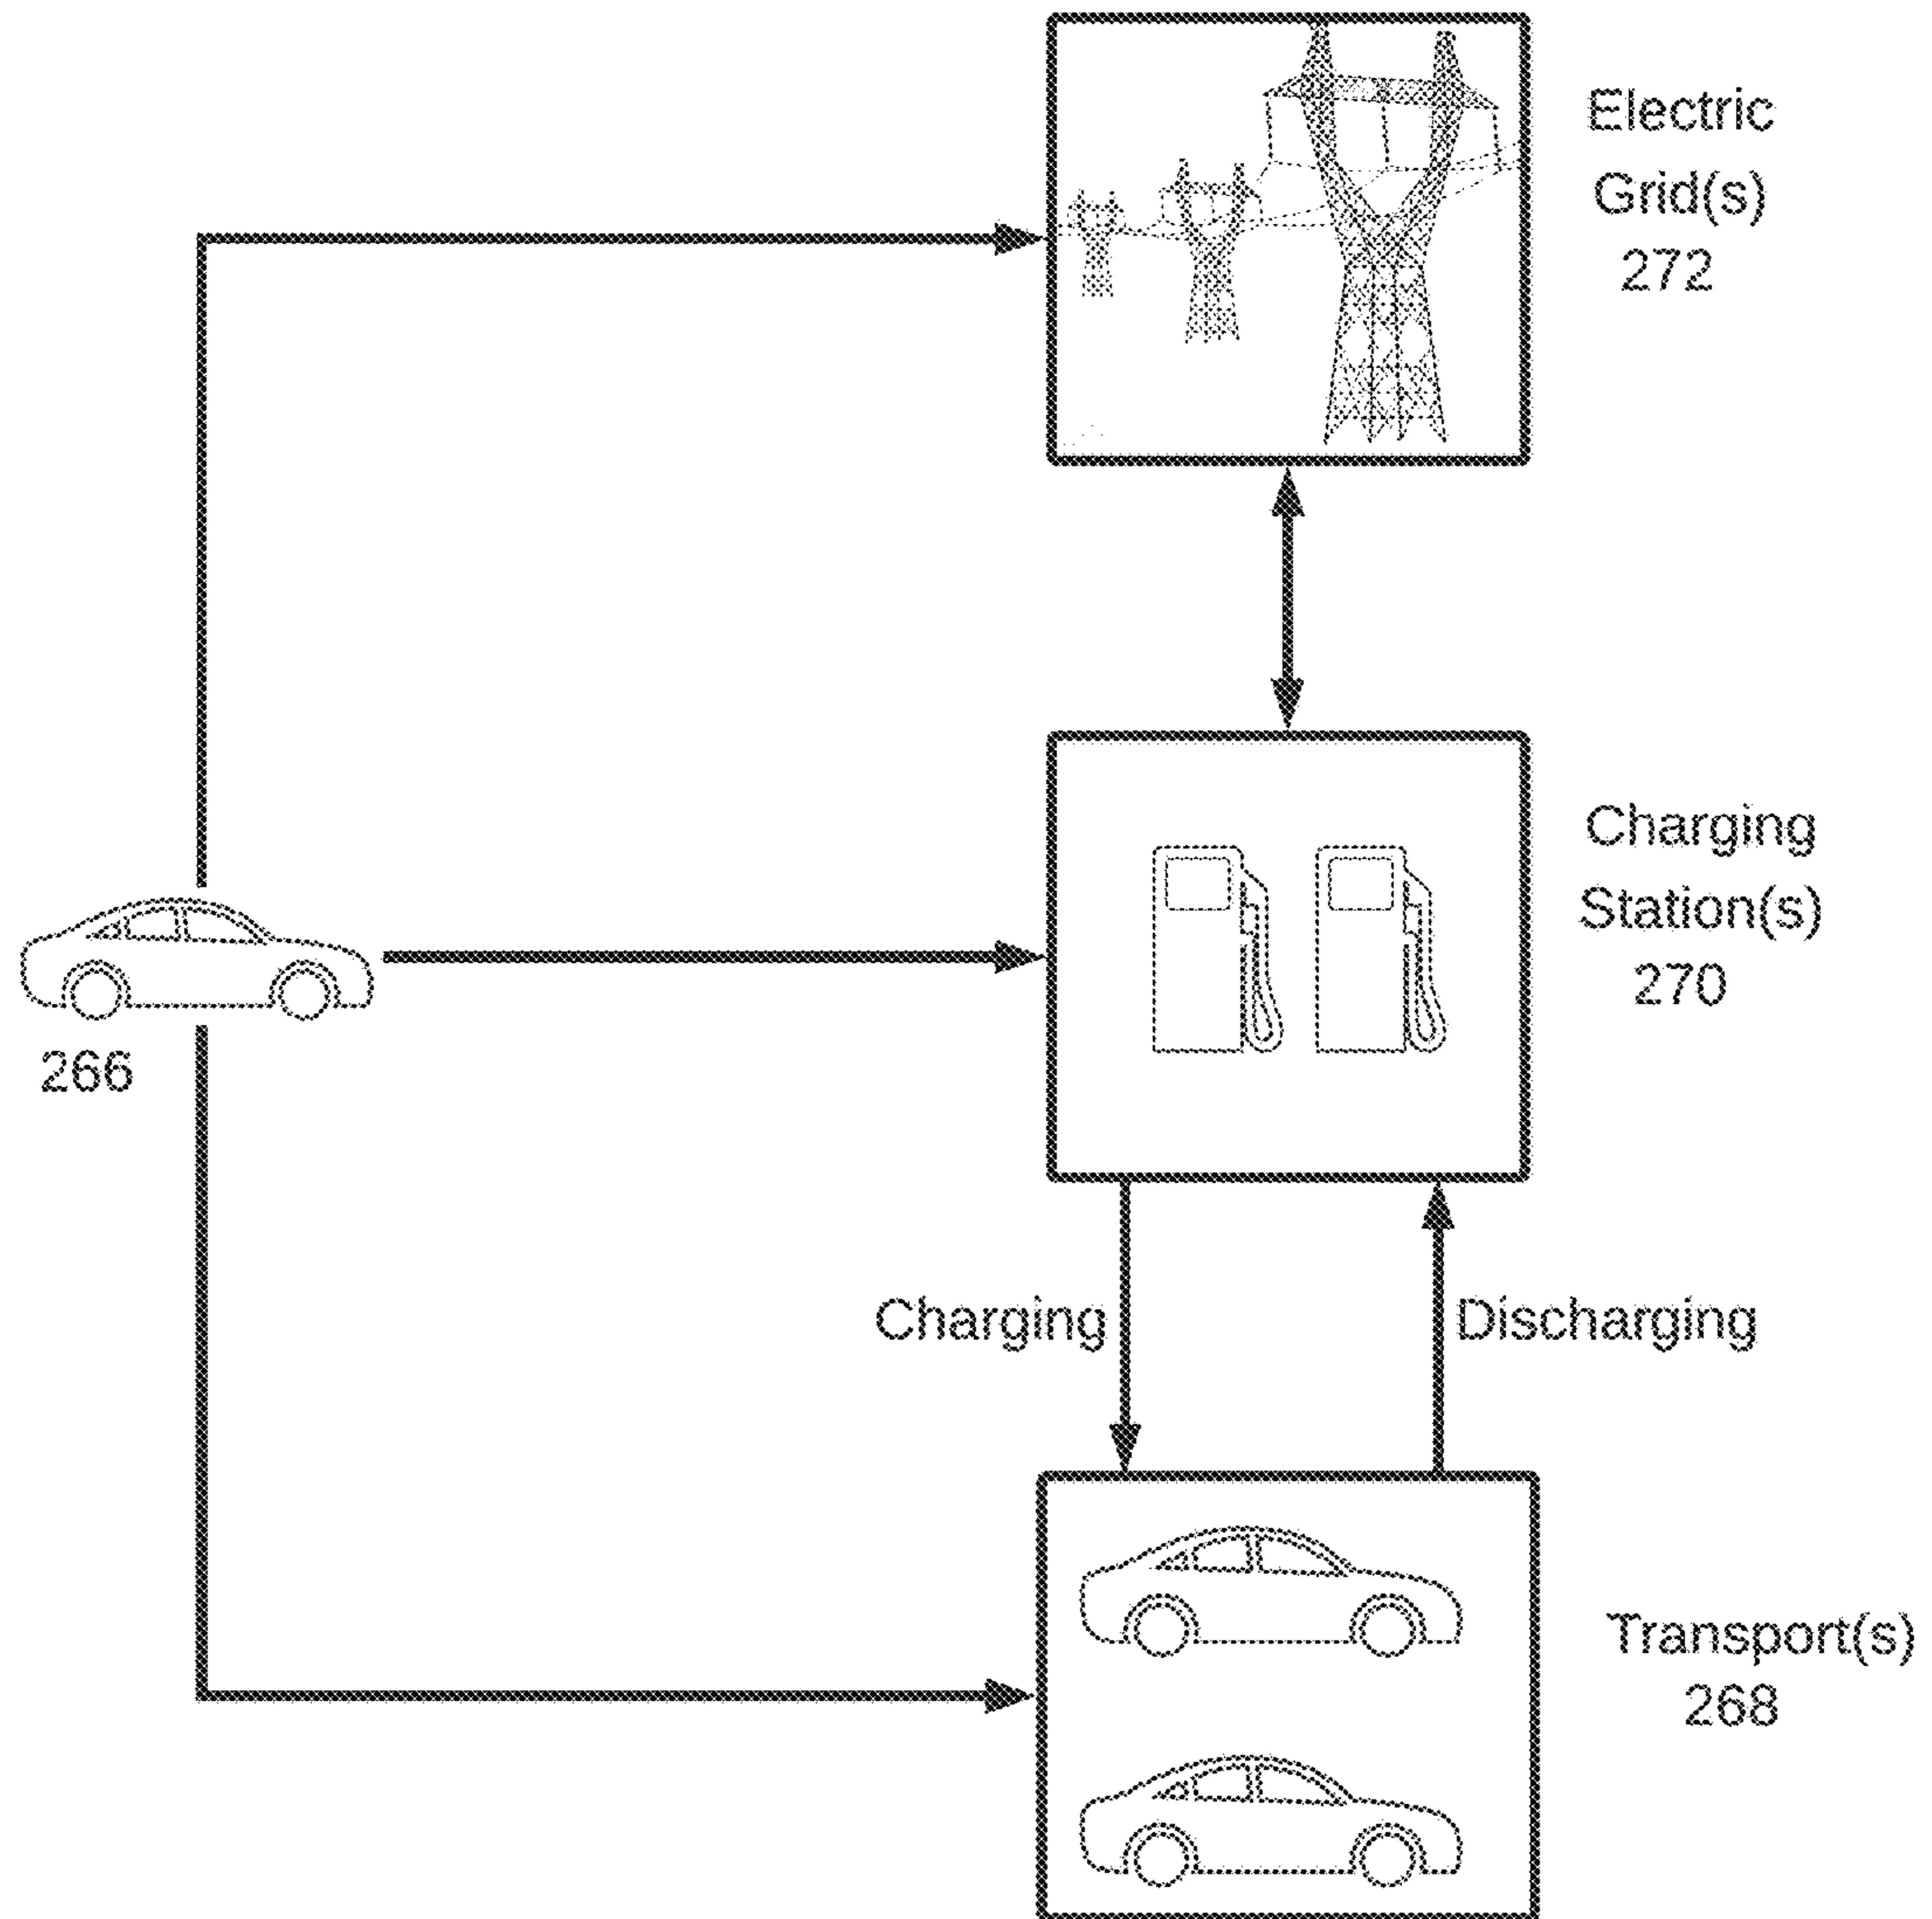 Electric
Grid(s)
272
Charging
Station(s)
270
266
Charging
Discharging
Transport(s)
268